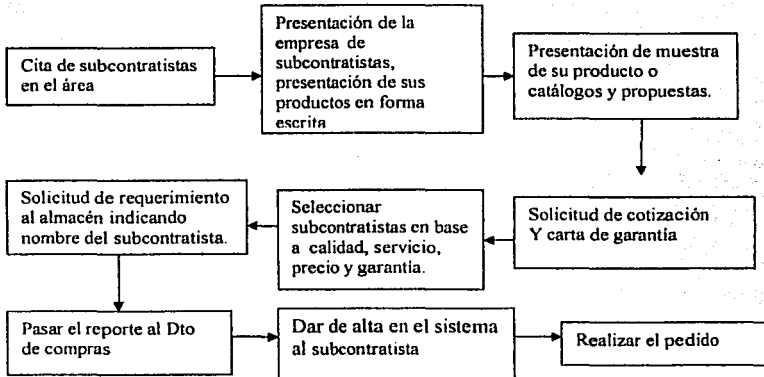 Cita de subcontratistas
en el área
Presentación de la
empresa de
subcontratistas,
presentación de sus
productos en forma
escrita
Presentación de muestra
de su producto o
catálogos y propuestas.
Solicitud de cotización
Y carta de garantía
Seleccionar
subcontratistas en base
a calidad, servicio,
precio y garantía.
Solicitud de requerimiento
al almacén indicando
nombre del subcontratista.
Pasar el reporte al Dto
de compras
Dar de alta en el sistema
al subcontratista
Realizar el pedido